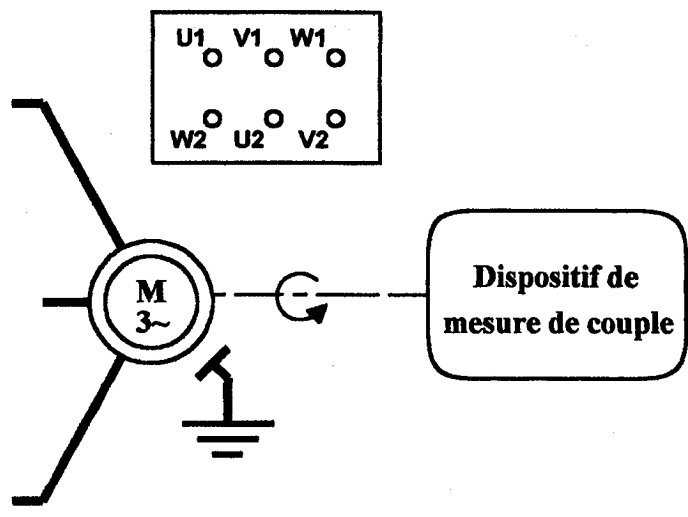 U1 V1 W1
W2 U2 V2
M
3~
Dispositif de
mesure de couple